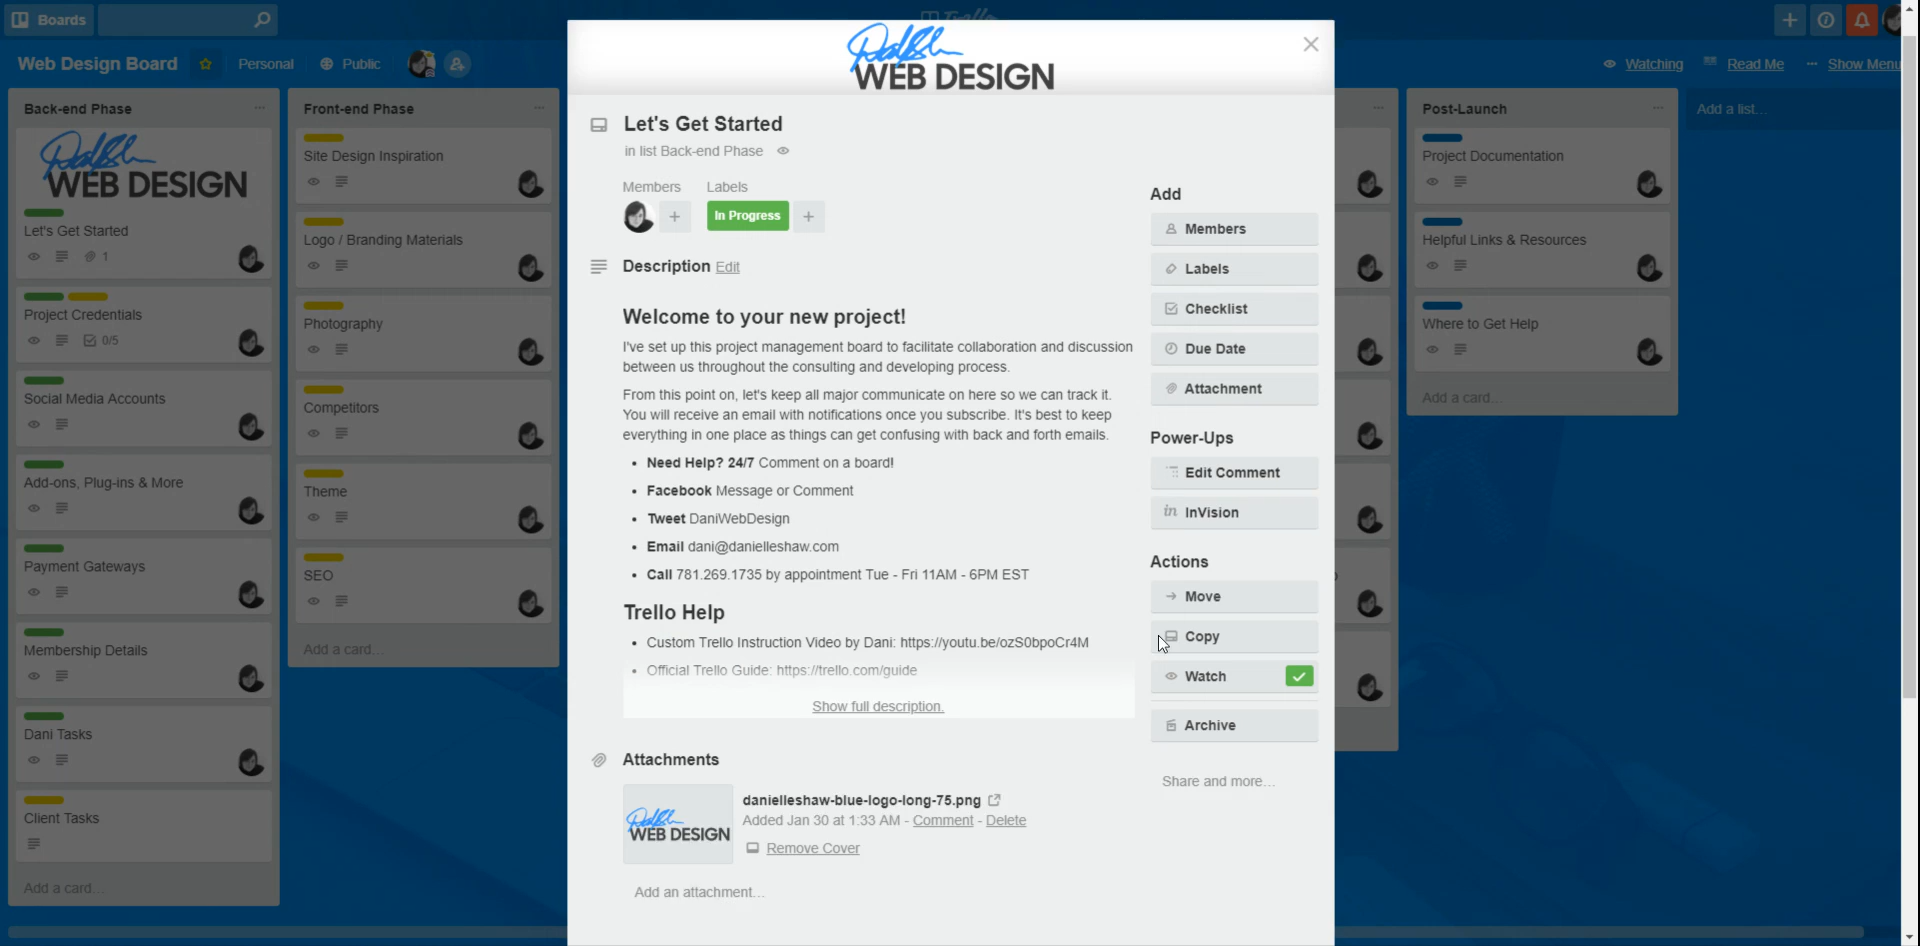 Boards
Trello
Web Design Board
Personal
Public
Watching
Read Me
Show Menu
Back-end Phase
WEB DESIGN
Let's Get Started
1
Project Credentials
0/5
Social Media Accounts
Add-ons, Plug-ins & More
Payment Gateways
Membership Details
Dani Tasks
Client Tasks
Add a card...
Front-end Phase
Site Design Inspiration
Logo / Branding Materials
Photography
Competitors
Theme
SEO
Add a card...
WEB DESIGN
Let's Get Started
in list Back-end Phase
Members
Labels
In Progress
Description Edit
Welcome to your new project!
I've set up this project management board to facilitate collaboration and discussion
between us throughout the consulting and developing process.
From this point on, let's keep all major communicate on here so we can track it.
You will receive an email with notifications once you subscribe. It's best to keep
everything in one place as things can get confusing with back and forth emails.
• Need Help? 24/7 Comment on a board!
• Facebook Message or Comment
• Tweet DaniWebDesign
• Email dani@danielleshaw.com
• Call 781.269.1735 by appointment Tue - Fri 11AM - 6PM EST
Trello Help
• Custom Trello Instruction Video by Dani: https://youtu.be/ozS0bpoCr4M
• Official Trello Guide: https://trello.com/guide
Show full description.
Attachments
WEB DESIGN
danielleshaw-blue-logo-long-75.png
Added Jan 30 at 1:33 AM - Comment - Delete
Remove Cover
Add an attachment...
Add
Members
Labels
Checklist
Due Date
Attachment
Power-Ups
Edit Comment
in InVision
Actions
Move
Copy
Watch
Archive
Share and more...
Post-Launch
Project Documentation
Helpful Links & Resources
Where to Get Help
Add a card...
Add a list...